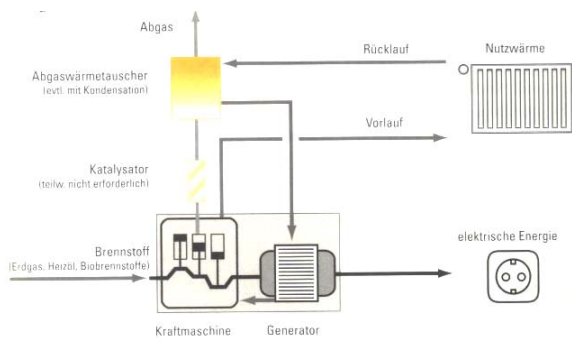 Abgas
Rücklauf
Nutzwärme
Abgaswärmetauscher
(evtl. mit Kondensation)
Vorlauf
Katalysator
(teilw. nicht erforderlich)
Brennstoff
(Erdgas, Heizöl, Biobrennstoffe)
elektrische Energie
Kraftmaschine
Generator